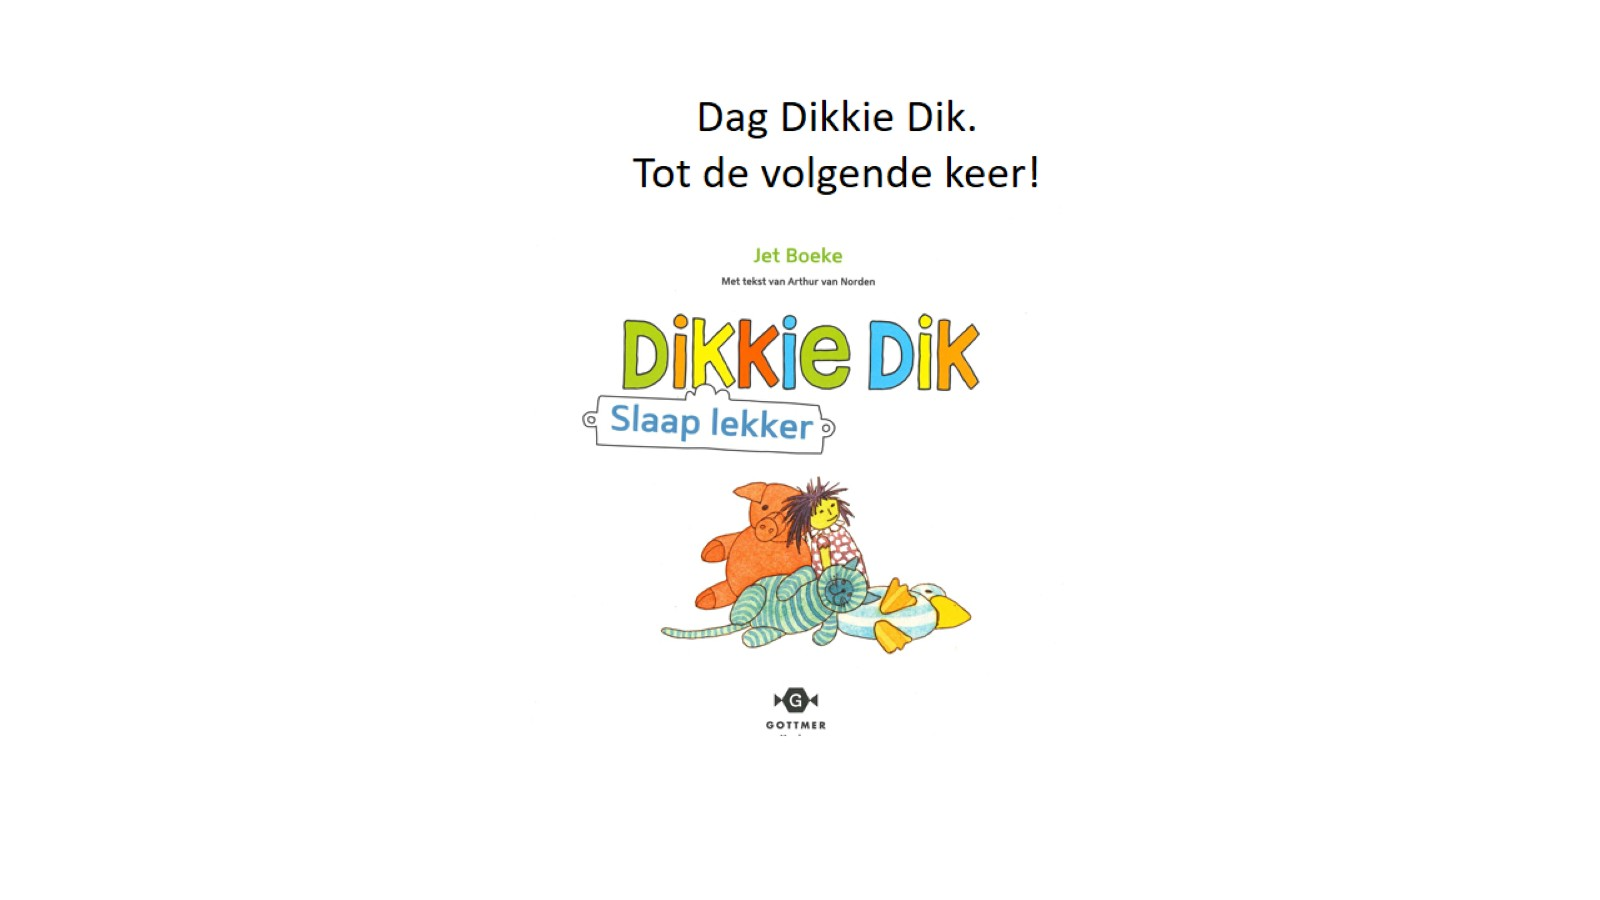 Dag Dikkie Dik.
Tot de volgende keer!
Jet Boeke
Met tekst van Arthur van Norden
Dikkie Dik
Slaap lekker
G
GOTTMER